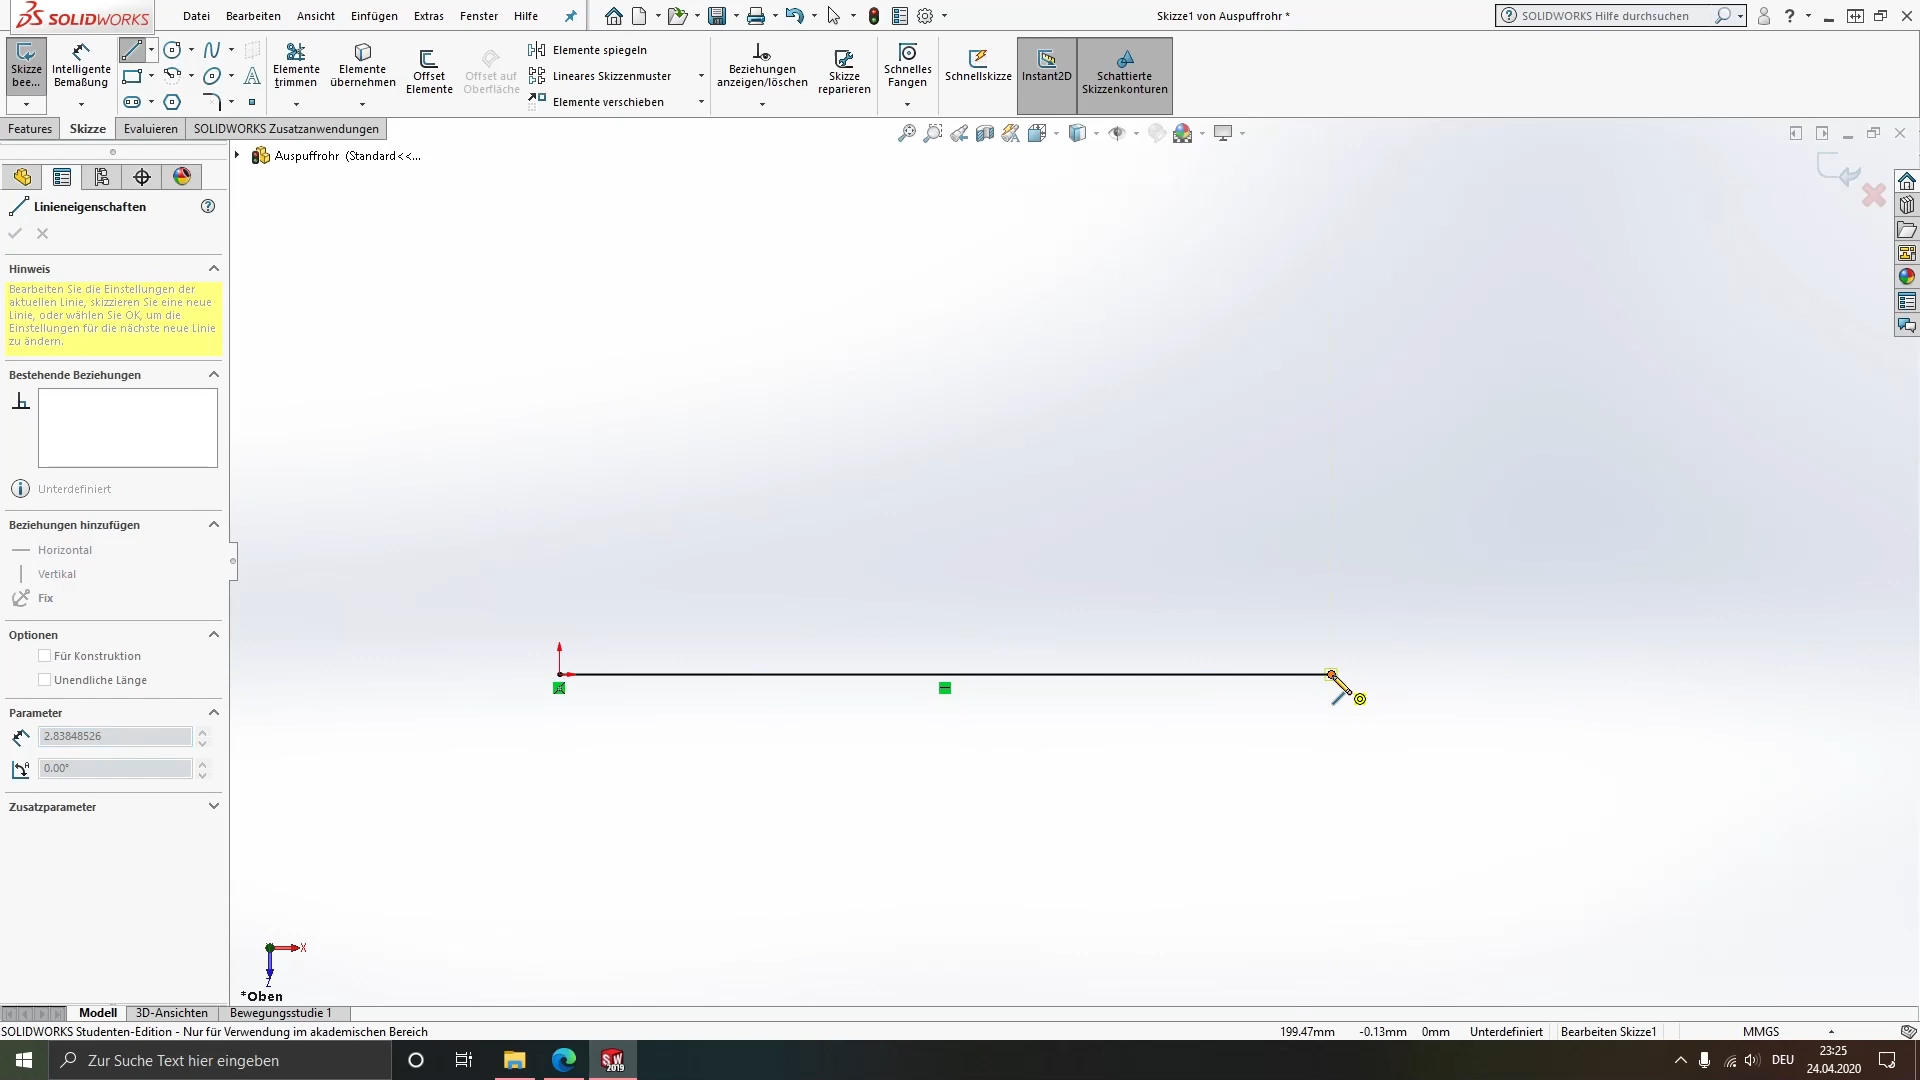 SOLIDWORKS
Datei Bearbeiten Ansicht Einfügen Extras Fenster Hilfe
Skizze1 von Auspuffrohr *
SOLIDWORKS Hilfe durchsuchen
Skizze bee...
Intelligente Bemaßung
Elemente trimmen
Elemente übernehmen
Offset Elemente
Offset auf Oberfläche
Elemente spiegeln
Lineares Skizzenmuster
Elemente verschieben
Beziehungen anzeigen/löschen
Skizze reparieren
Schnelles Fangen
Schnellskizze
Instant2D
Schattierte Skizzenkonturen
Features Skizze Evaluieren SOLIDWORKS Zusatzanwendungen
Auspuffrohr (Standard<<...
Linieneigenschaften
Hinweis
Bearbeiten Sie die Einstellungen der
aktuellen Linie, skizzieren Sie eine neue
Linie, oder wählen Sie OK, um die
Einstellungen für die nächste neue Linie
zu ändern.
Bestehende Beziehungen
Unterdefiniert
Beziehungen hinzufügen
Horizontal
Vertikal
Fix
Optionen
Für Konstruktion
Unendliche Länge
Parameter
2.83848526
0.00°
Zusatzparameter
X
Z
*Oben
Modell 3D-Ansichten Bewegungsstudie 1
SOLIDWORKS Studenten-Edition - Nur für Verwendung im akademischen Bereich
199.47mm -0.13mm 0mm Unterdefiniert Bearbeiten Skizze1 MMGS
Zur Suche Text hier eingeben
SW 2019
DEU
23:25
24.04.2020